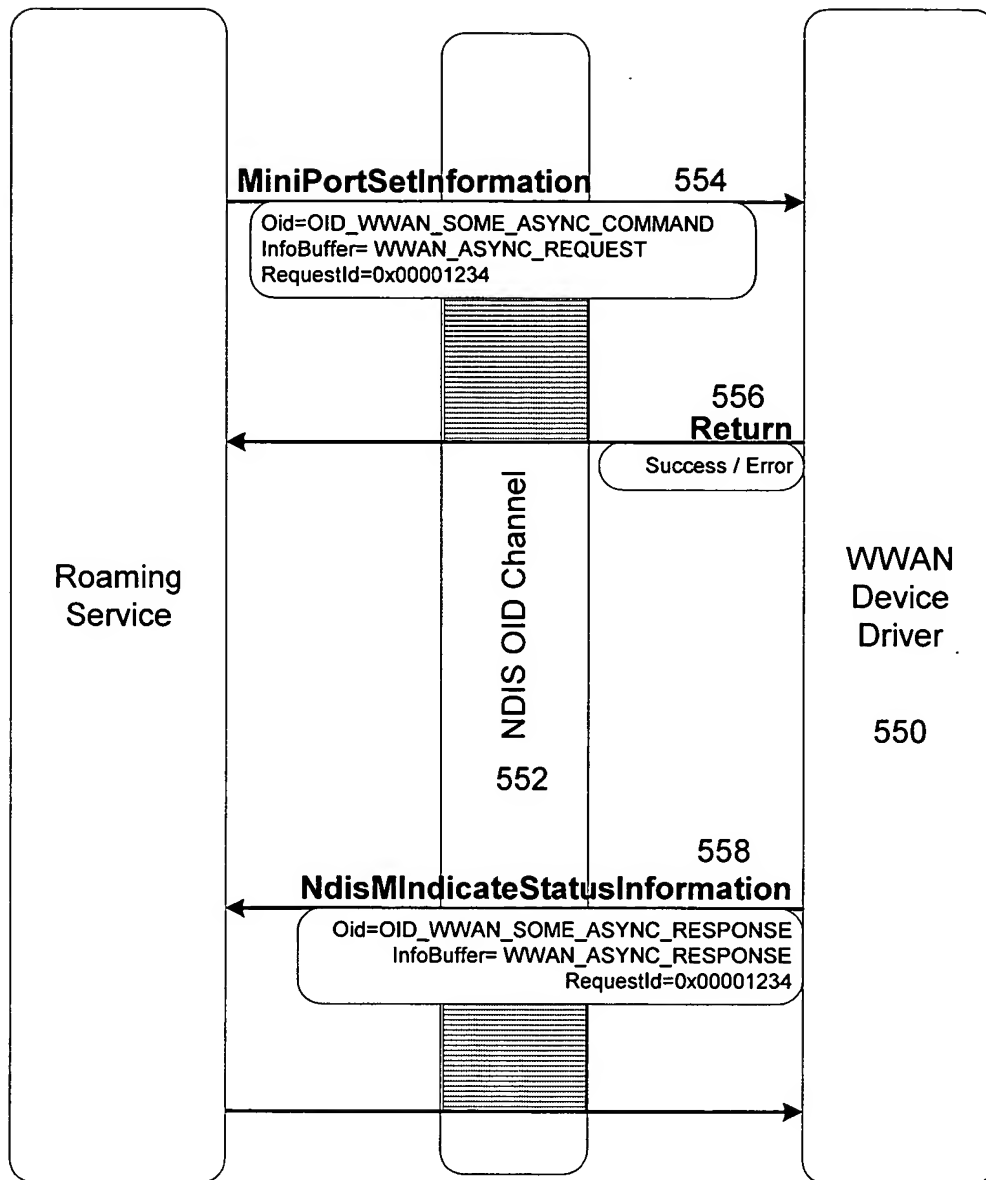 MiniPortSetInformation 554
Oid=OID_WWAN_SOME_ASYNC_COMMAND
InfoBuffer= WWAN_ASYNC_REQUEST
RequestId=0x00001234
556
Return
Success / Error
Roaming
Service
NDIS OID Channel
552
WWAN
Device
Driver
550
558
NdisMIndicateStatusInformation
Oid=OID_WWAN_SOME_ASYNC_RESPONSE
InfoBuffer= WWAN_ASYNC_RESPONSE
RequestId=0x00001234